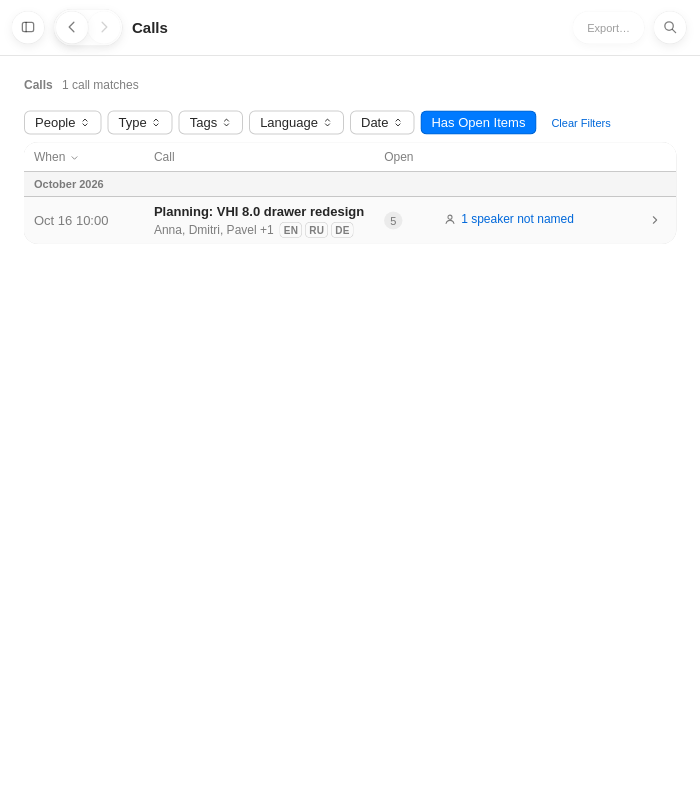 Calls
Export…
Calls 1 call matches
People Type Tags Language Date Has Open Items Clear Filters
When Call Open
October 2026
Oct 16 10:00 Planning: VHI 8.0 drawer redesign 5 1 speaker not named
Anna, Dmitri, Pavel +1 EN RU DE